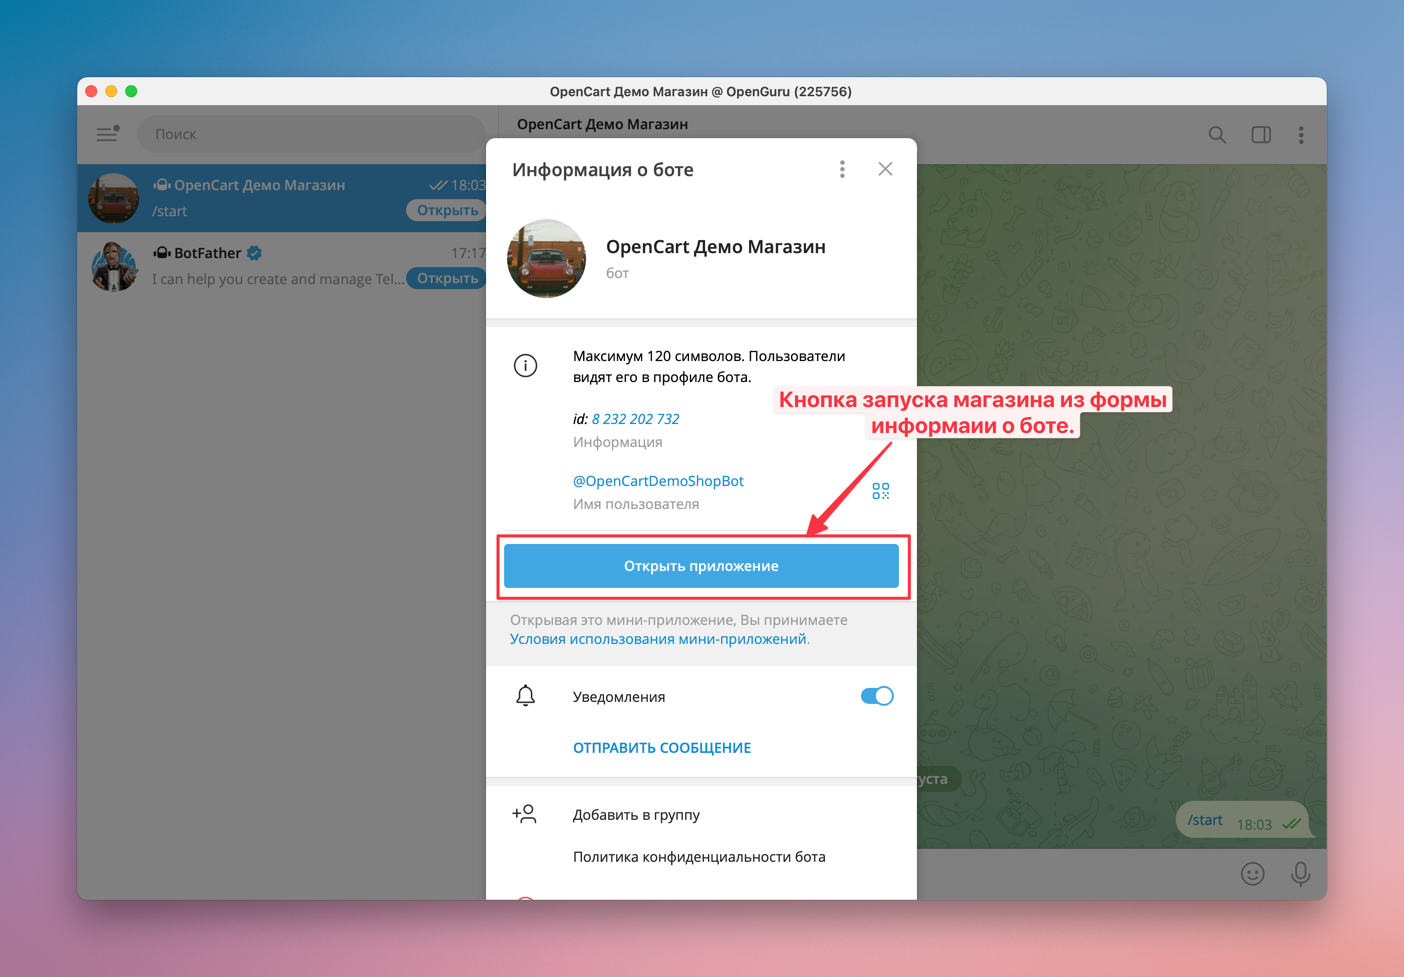 OpenCart Демо Магазин @ OpenGuru (225756)
Поиск
OpenCart Демо Магазин
18:03
/start
Открыть
BotFather
17:17
I can help you create and manage Tel...
Открыть
OpenCart Демо Магазин
Информация о боте
OpenCart Демо Магазин
бот
Максимум 120 символов. Пользователи
видят его в профиле бота.
id: 8 232 202 732
Информация
@OpenCartDemoShopBot
Имя пользователя
Кнопка запуска магазина из формы
информаии о боте.
Открыть приложение
Открывая это мини-приложение, Вы принимаете
Условия использования мини-приложений.
Уведомления
ОТПРАВИТЬ СООБЩЕНИЕ
Добавить в группу
Политика конфиденциальности бота
уста
/start 18:03